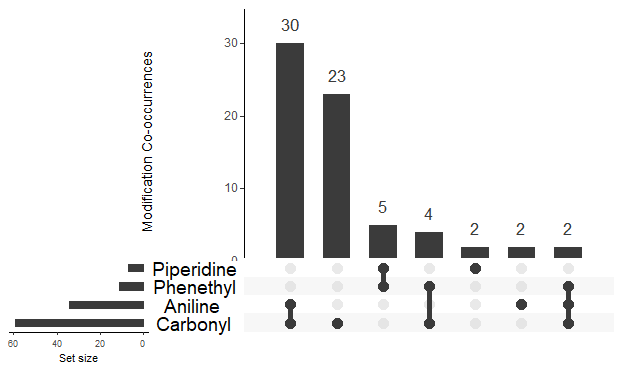 30
23
5
4
2
2
2
Modification Co-occurrences
30
20
10
0
Piperidine
Phenethyl
Aniline
Carbonyl
60
40
20
0
Set size